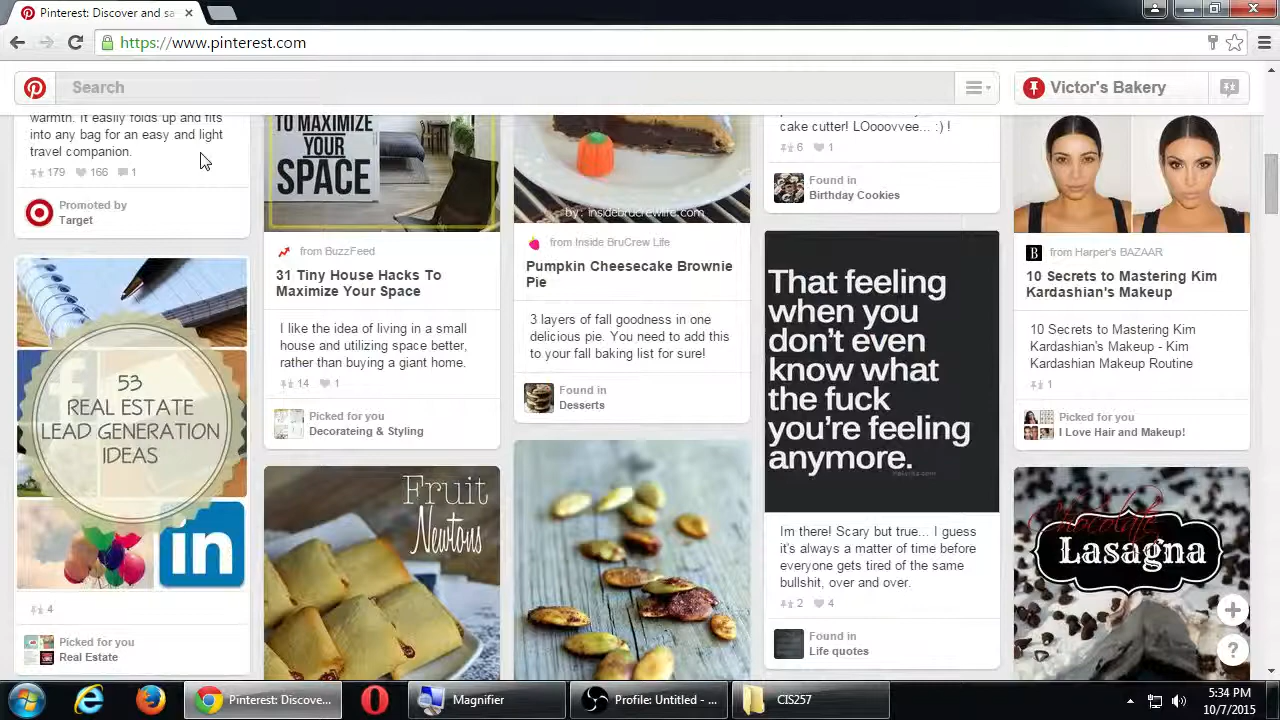 Pinterest: Discover and sa
https://www.pinterest.com
Search
Victor's Bakery
warmth. It easily folds up and fits
into any bag for an easy and light
travel companion.
179 166 1
Promoted by
Target
53
REAL ESTATE
LEAD GENERATION
IDEAS
in
4
Picked for you
Real Estate
TO MAXIMIZE
YOUR
SPACE
from BuzzFeed
31 Tiny House Hacks To
Maximize Your Space
I like the idea of living in a small
house and utilizing space better,
rather than buying a giant home.
14 1
Picked for you
Decorateing & Styling
Fruit
Newtons
by: insidebrucrewlife.com
from Inside BruCrew Life
Pumpkin Cheesecake Brownie
Pie
3 layers of fall goodness in one
delicious pie. You need to add this
to your fall baking list for sure!
Found in
Desserts
cake cutter! LOoovvee... :) !
6 1
Found in
Birthday Cookies
That feeling
when you
don't even
know what
the fuck
you're feeling
anymore.
Im there! Scary but true... I guess
it's always a matter of time before
everyone gets tired of the same
bullshit, over and over.
2 4
Found in
Life quotes
B
from Harper's BAZAAR
10 Secrets to Mastering Kim
Kardashian's Makeup
10 Secrets to Mastering Kim
Kardashian's Makeup - Kim
Kardashian Makeup Routine
1
Picked for you
I Love Hair and Makeup!
Chocolate
Lasagna
+
?
Pinterest: Discove...
Magnifier
Profile: Untitled - ...
CIS257
5:34 PM
10/7/2015